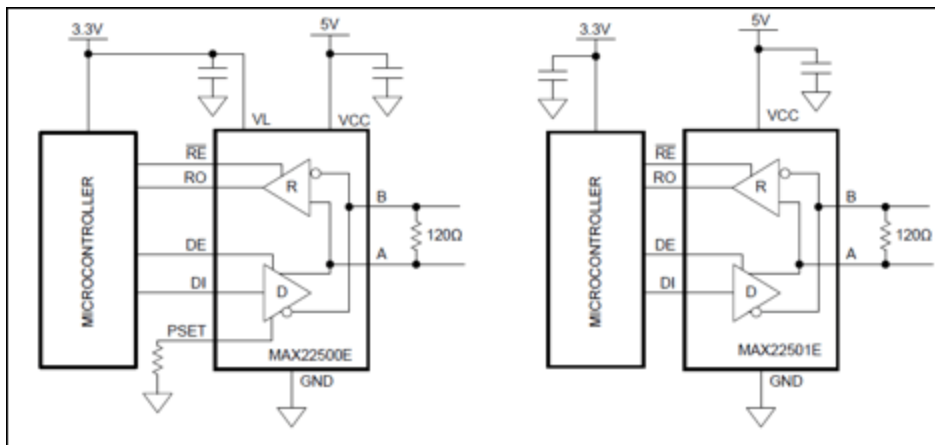 3.3V
5V
VL
VCC
MICROCONTROLLER
RE
RO
DE
DI
PSET
R
D
B
A
120Ω
MAX22500E
GND
3.3V
5V
VCC
MICROCONTROLLER
RE
RO
DE
DI
R
D
B
A
120Ω
MAX22501E
GND